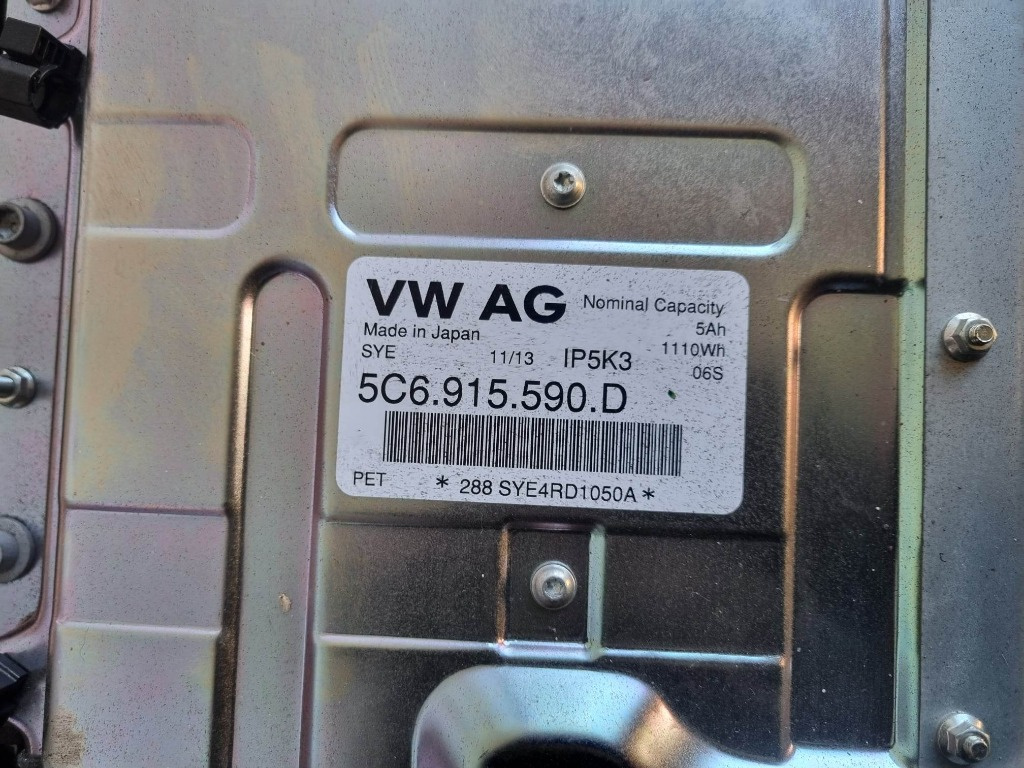 VW AG
Nominal Capacity
Made in Japan
5Ah
SYE 11/13 IP5K3 1110Wh
06S
5C6.915.590.D
PET * 288 SYE4RD1050A *